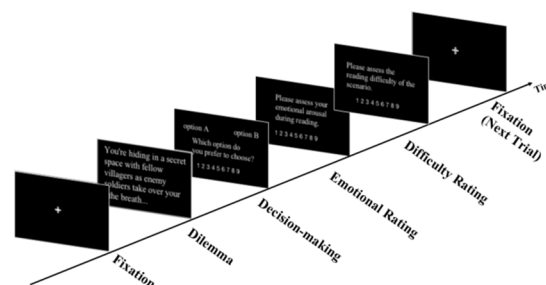 +
You're hiding in a secret
space with fellow
villagers as enemy
soldiers take over your
the breath...
option A option B
Which option do
you prefer to choose?
1 2 3 4 5 6 7 8 9
Please assess your
emotional arousal
during reading.
1 2 3 4 5 6 7 8 9
Please assess the
reading difficulty of the
scenario.
1 2 3 4 5 6 7 8 9
+
Fixation
Dilemma
Decision-making
Emotional Rating
Difficulty Rating
Fixation
(Next Trial)